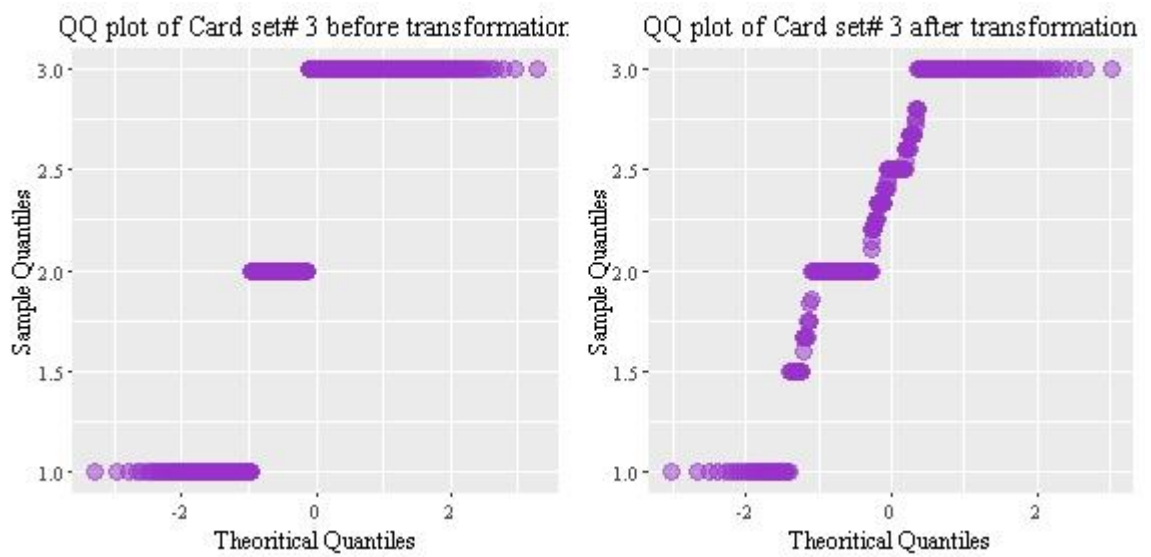 QQ plot of Card set# 3 before transformation
3.0
2.5
2.0
1.5
1.0
-2
0
2
Sample Quantiles
Theoritical Quantiles
QQ plot of Card set# 3 after transformation
3.0
2.5
2.0
1.5
1.0
-2
0
2
Sample Quantiles
Theoritical Quantiles